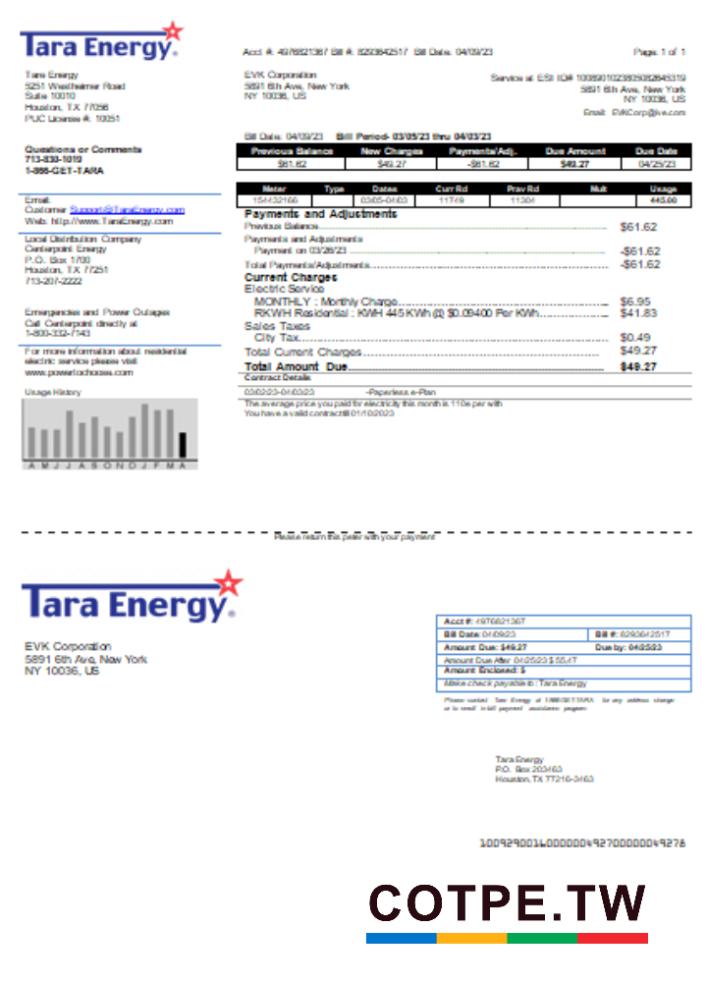 Tara Energy
Acct #: 4976821367 Bill #: 8293642517 Bill Date: 04/09/23
Page: 1 of 1
Tara Energy
5251 Westheimer Road
Suite 10010
Houston, TX 77056
PUC License #: 10051
EVK Corporation
5891 6th Ave, New York
NY 10036, US
Service at ESI ID#
5891 6th Ave, New York
NY 10036, US
Email: EVKCorp@live.com
Questions or Comments
713-830-1019
1-866-GET-TARA
Bill Date: 04/09/23 Bill Period- 03/05/23 thru 04/03/23
Previous Balance New Charges Payments/Adj. Due Amount Due Date
$61.62 $49.27 -$61.62 $49.27 04/25/23
Meter Type Dates Curr Rd Prav Rd Mult Usage
154432166 03/05-04/03 11749 11304 445.00
Email:
Customer Support@TaraEnergy.com
Web: http://www.TaraEnergy.com
Local Distribution Company
Centerpoint Energy
P.O. Box 1700
Houston, TX 77251
713-207-2222
Emergencies and Power Outages
Call Centerpoint directly at
1-800-332-7143
For more information about residential
electric service please visit
www.powertochoose.com
Usage History
A M J J A S O N D J F M A
Payments and Adjustments
Previous Balance $61.62
Payments and Adjustments
Payment on 03/26/23 -$61.62
Total Payments/Adjustments -$61.62
Current Charges
Electric Service
MONTHLY : Monthly Charge $6.95
RKWH Residential : KWH 445 KWh @ $0.09400 Per KWh $41.83
Sales Taxes
City Tax $0.49
Total Current Charges $49.27
Total Amount Due $49.27
Contract Details
03/02/23-04/03/23 -Paperless e-Plan
The average price you paid for electricity this month is per
You have a valid contract till 01/10/2023
Please return this with your payment
Tara Energy
EVK Corporation
5891 6th Ave, New York
NY 10036, US
Acct #: 4976821367
Bill Date: 04/09/23 Bill #: 8293642517
Amount Due: $49.27 Due by: 04/25/23
Amount Due After 04/25/23 $ 55.47
Amount Enclosed: $
Make check payable to : Tara Energy
Please contact Tara Energy at for any address change
or to enroll in bill payment assistance program
Tara Energy
P.O. Box 203463
Houston, TX 77216-3463
COTPE.TW